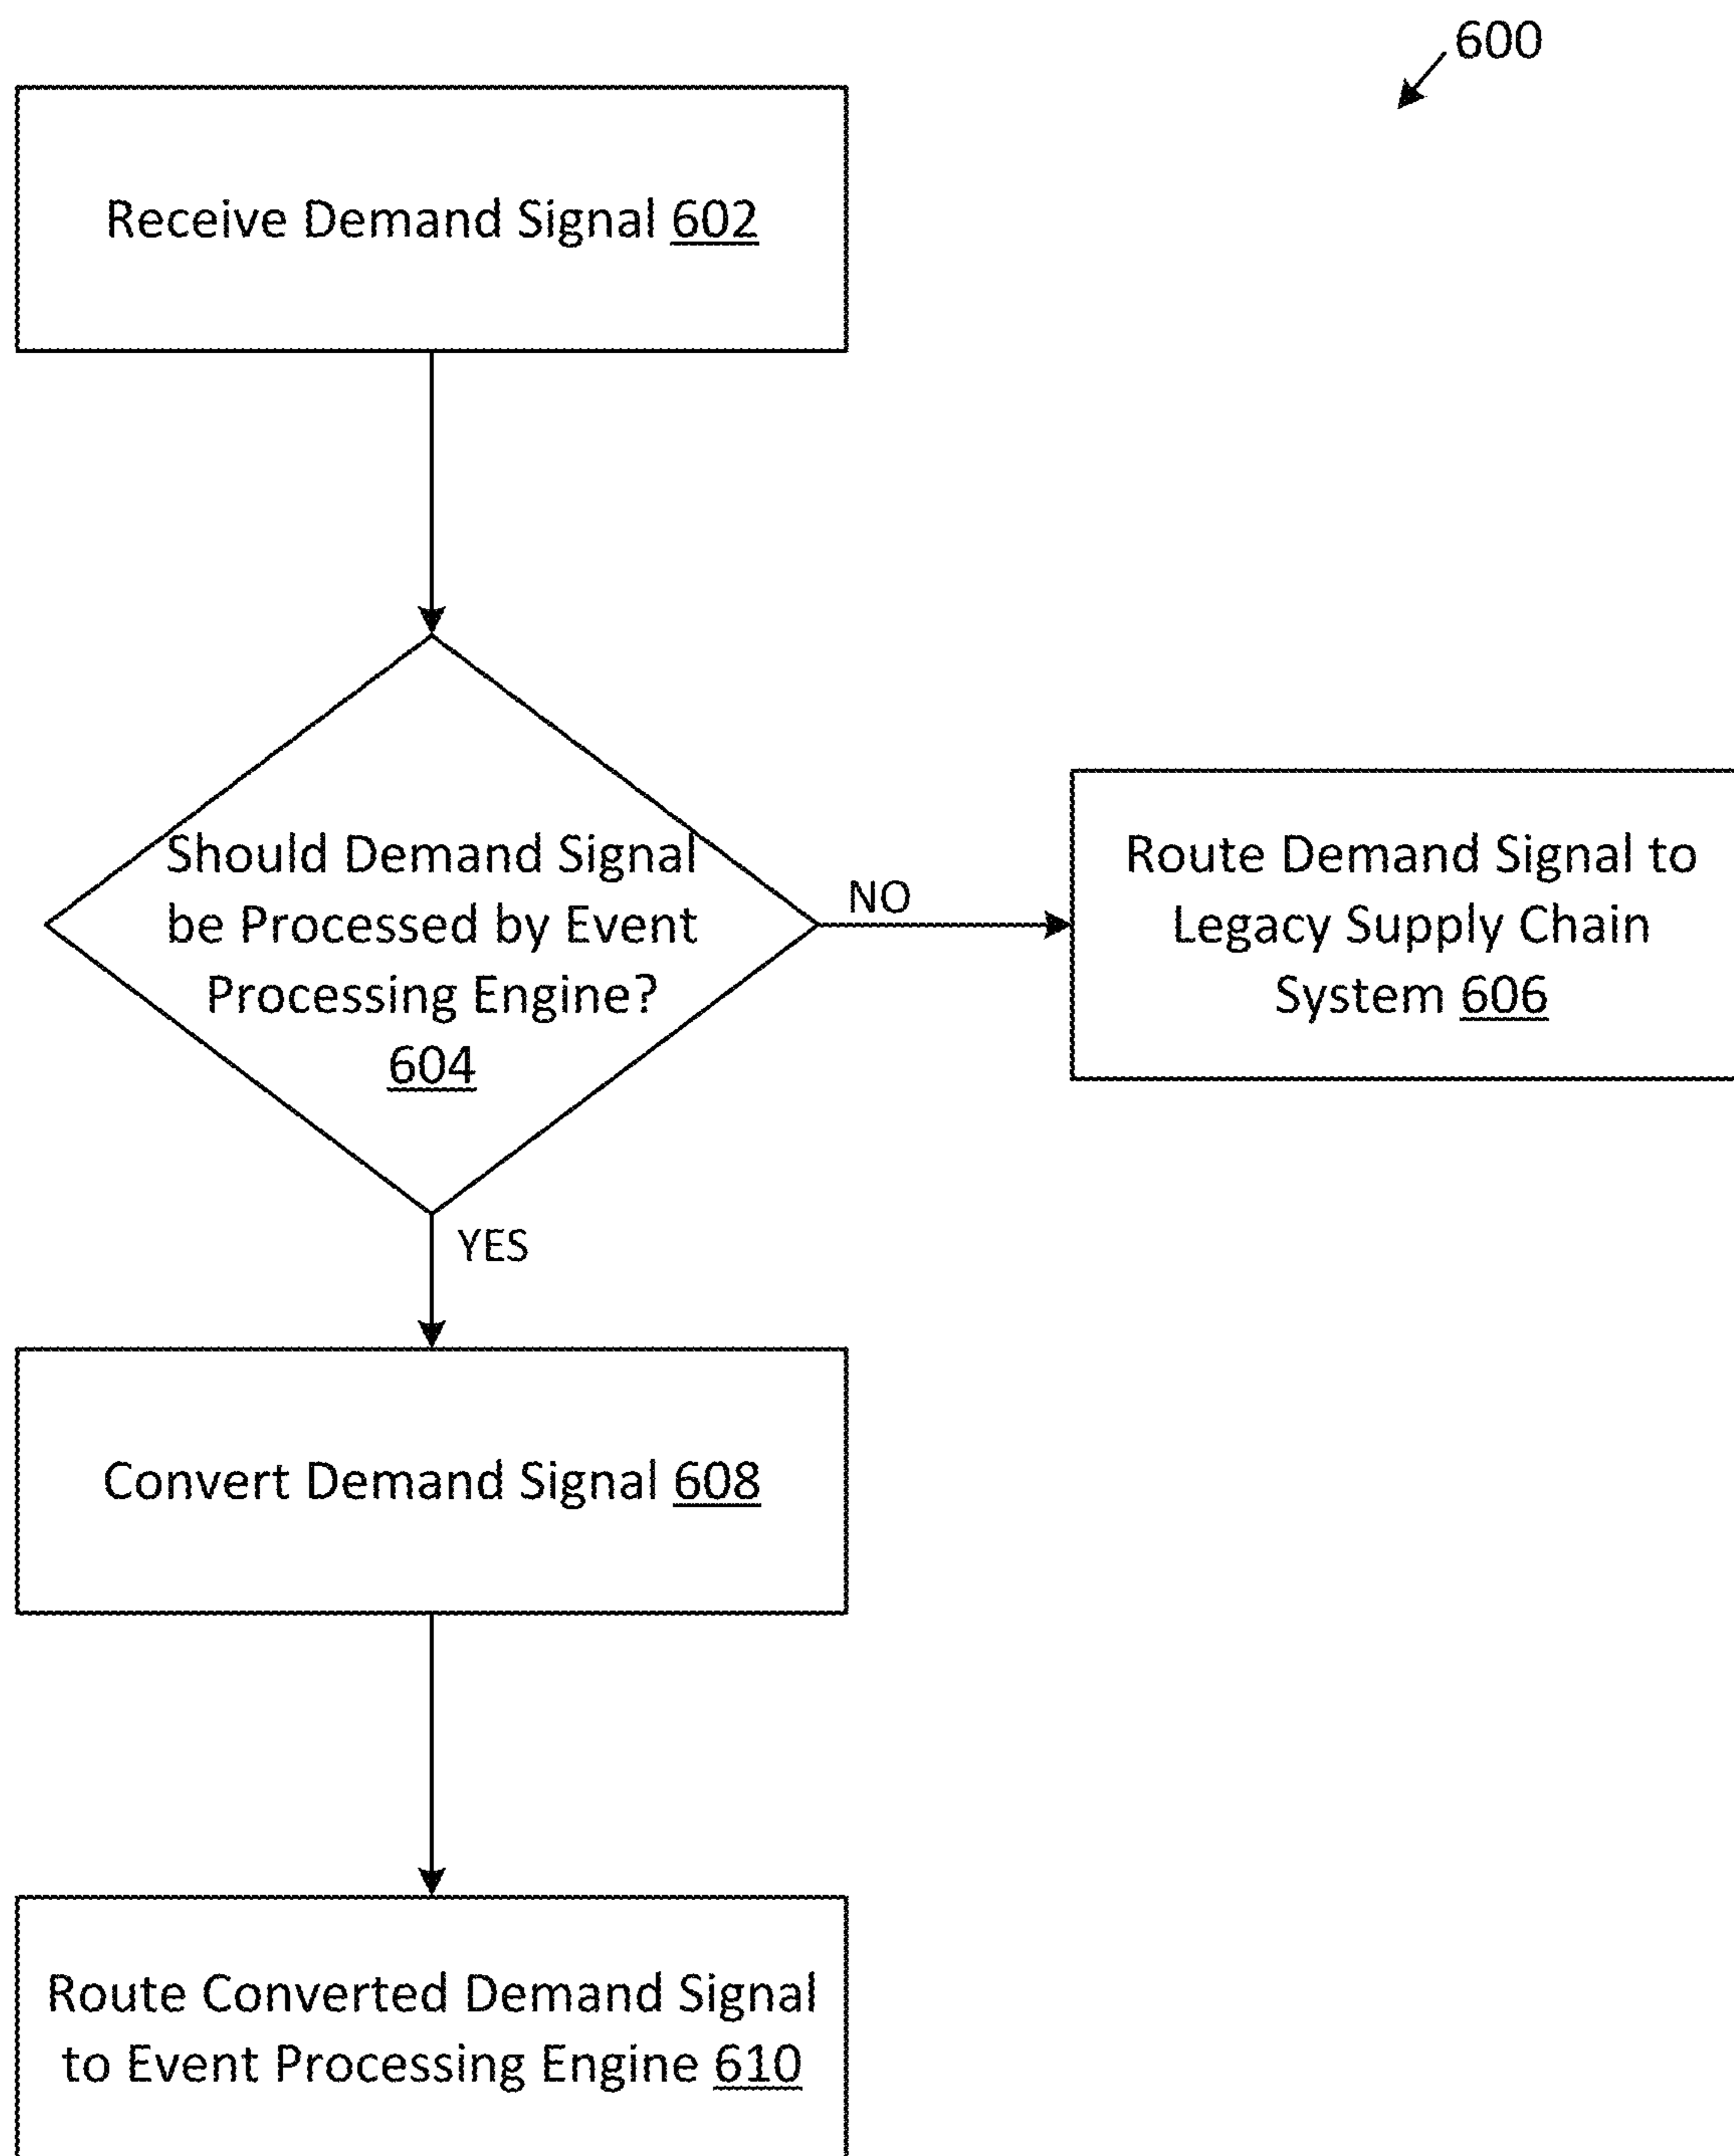 600
Receive Demand Signal 602
Should Demand Signal
be Processed by Event
Processing Engine?
604
NO
Route Demand Signal to
Legacy Supply Chain
System 606
YES
Convert Demand Signal 608
Route Converted Demand Signal
to Event Processing Engine 610